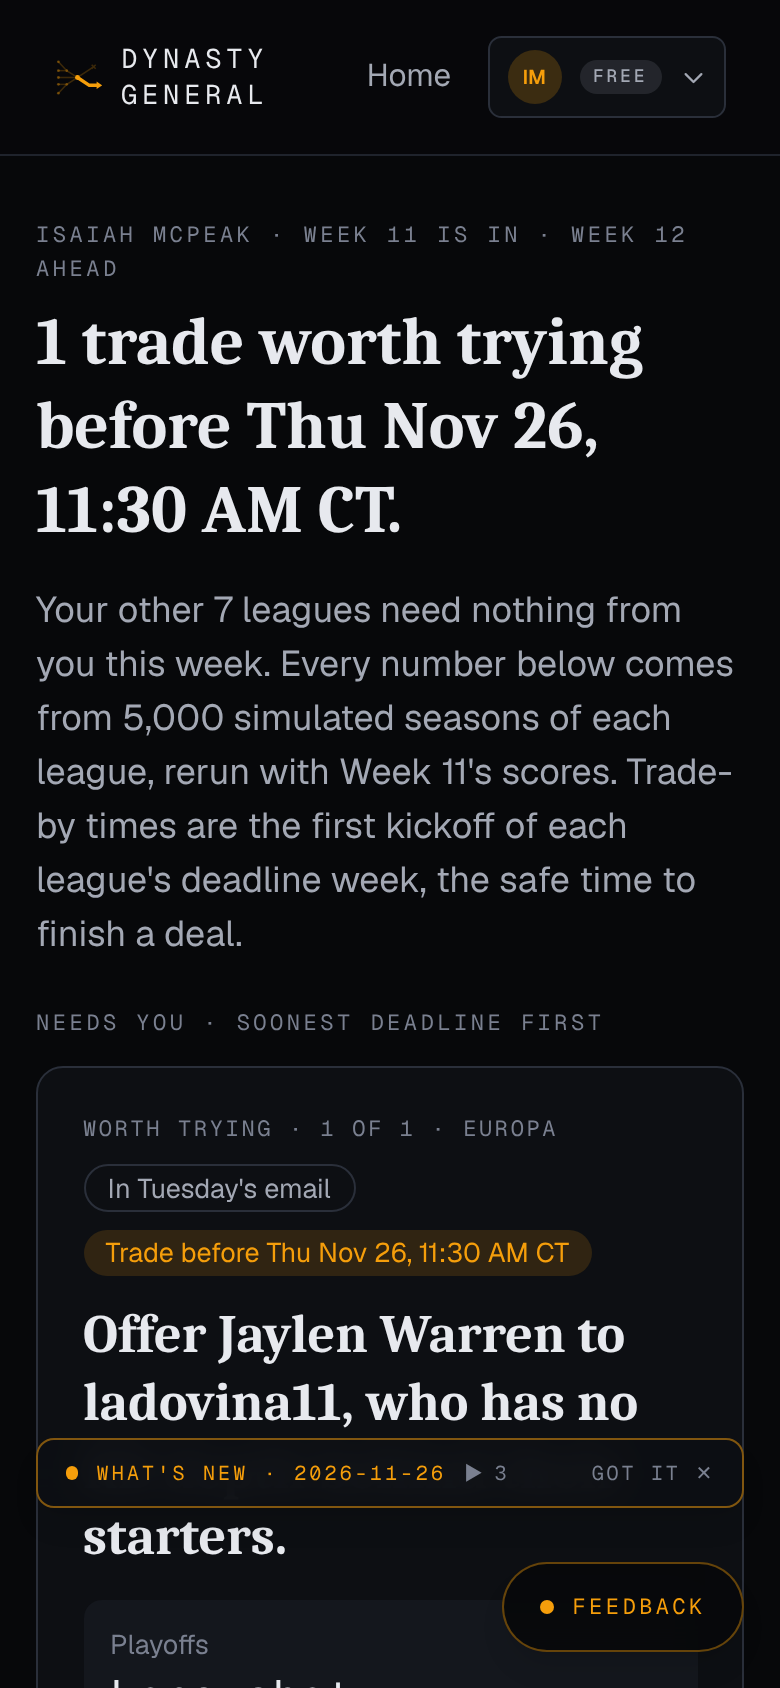 DYNASTY
GENERAL
Home
IM
FREE
ISAIAH MCPEAK · WEEK 11 IS IN · WEEK 12
AHEAD
1 trade worth trying
before Thu Nov 26,
11:30 AM CT.
Your other 7 leagues need nothing from
you this week. Every number below comes
from 5,000 simulated seasons of each
league, rerun with Week 11's scores. Trade-
by times are the first kickoff of each
league's deadline week, the safe time to
finish a deal.
NEEDS YOU · SOONEST DEADLINE FIRST
WORTH TRYING · 1 OF 1 · EUROPA
In Tuesday's email
Trade before Thu Nov 26, 11:30 AM CT
Offer Jaylen Warren to
ladovina11, who has no
WHAT'S NEW · 2026-11-26 ▶ 3
GOT IT ×
starters.
FEEDBACK
Playoffs